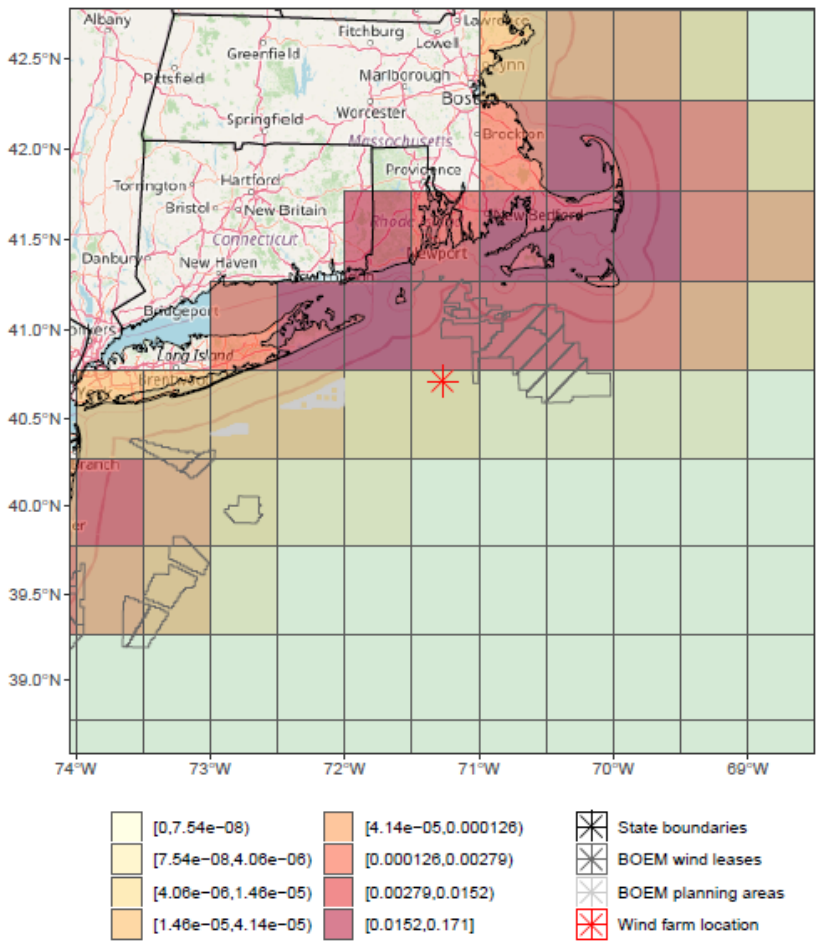 Albany
Lawrence
Fitchburg
Lowell
42.5°N
Greenfield
Pittsfield
Marlborough
Worcester
Springfield
Brockton
42.0°N
Massachusetts
Providence
Torrington
Hartford
Bristol
New Britain
New Bedford
41.5°N
Connecticut
Newport
Danbury
New Haven
Bridgeport
41.0°N
Long Island
40.5°N
40.0°N
39.5°N
39.0°N
74°W 73°W 72°W 71°W 70°W 69°W
[0,7.54e−08) [4.14e−05,0.000126) State boundaries
[7.54e−08,4.06e−06) [0.000126,0.00279) BOEM wind leases
[4.06e−06,1.46e−05) [0.00279,0.0152) BOEM planning areas
[1.46e−05,4.14e−05) [0.0152,0.171] Wind farm location